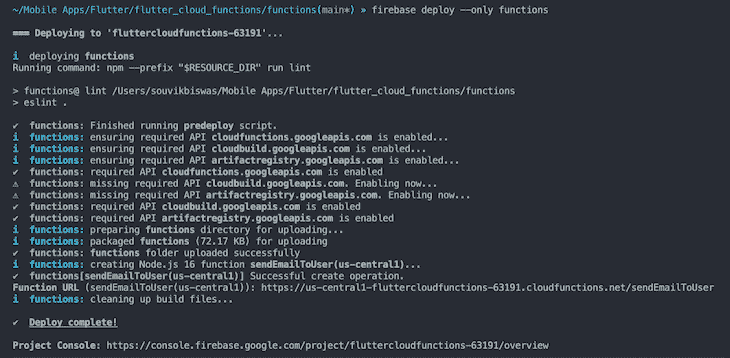 ~/Mobile Apps/Flutter/flutter_cloud_functions/functions(main*) » firebase deploy --only functions
=== Deploying to 'fluttercloudfunctions-63191'...
i deploying functions
Running command: npm --prefix "$RESOURCE_DIR" run lint
> functions@ lint /Users/souvikbiswas/Mobile Apps/Flutter/flutter_cloud_functions/functions
> eslint .
✔ functions: Finished running predeploy script.
i functions: ensuring required API cloudfunctions.googleapis.com is enabled...
i functions: ensuring required API cloudbuild.googleapis.com is enabled...
i functions: ensuring required API artifactregistry.googleapis.com is enabled...
✔ functions: required API cloudfunctions.googleapis.com is enabled
⚠ functions: missing required API cloudbuild.googleapis.com. Enabling now...
⚠ functions: missing required API artifactregistry.googleapis.com. Enabling now...
✔ functions: required API cloudbuild.googleapis.com is enabled
✔ functions: required API artifactregistry.googleapis.com is enabled
i functions: preparing functions directory for uploading...
i functions: packaged functions (72.17 KB) for uploading
✔ functions: functions folder uploaded successfully
i functions: creating Node.js 16 function sendEmailToUser(us-central1)...
✔ functions[sendEmailToUser(us-central1)] Successful create operation.
Function URL (sendEmailToUser(us-central1)): https://us-central1-fluttercloudfunctions-63191.cloudfunctions.net/sendEmailToUser
i functions: cleaning up build files...
✔ Deploy complete!
Project Console: https://console.firebase.google.com/project/fluttercloudfunctions-63191/overview